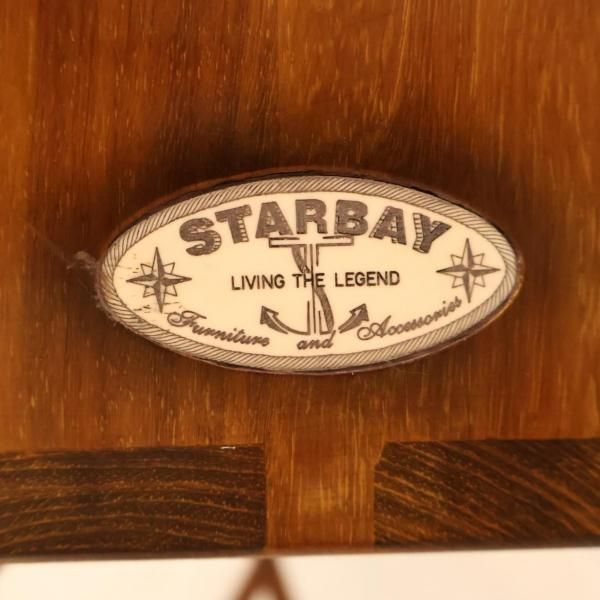 STARBAY
LIVING THE LEGEND
Furniture and Accessories